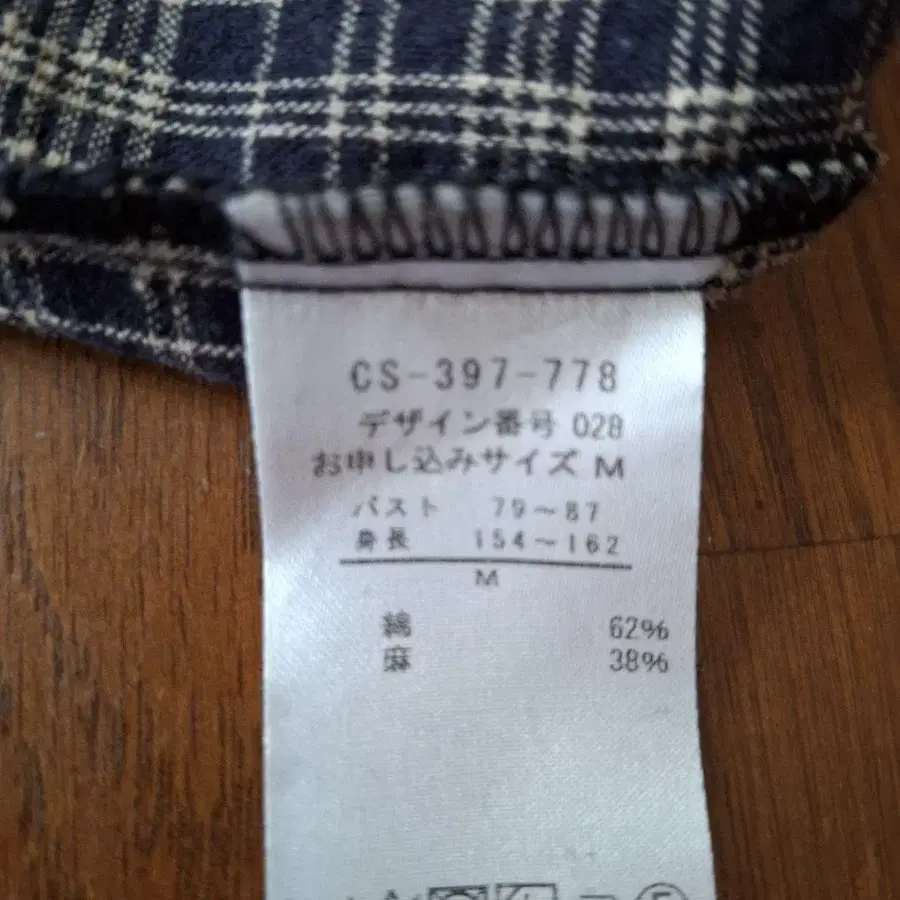 CS-397-778
デザイン番号 028
お申し込みサイズ M
バスト 79～87
身長 154～162
M
綿 62%
麻 38%